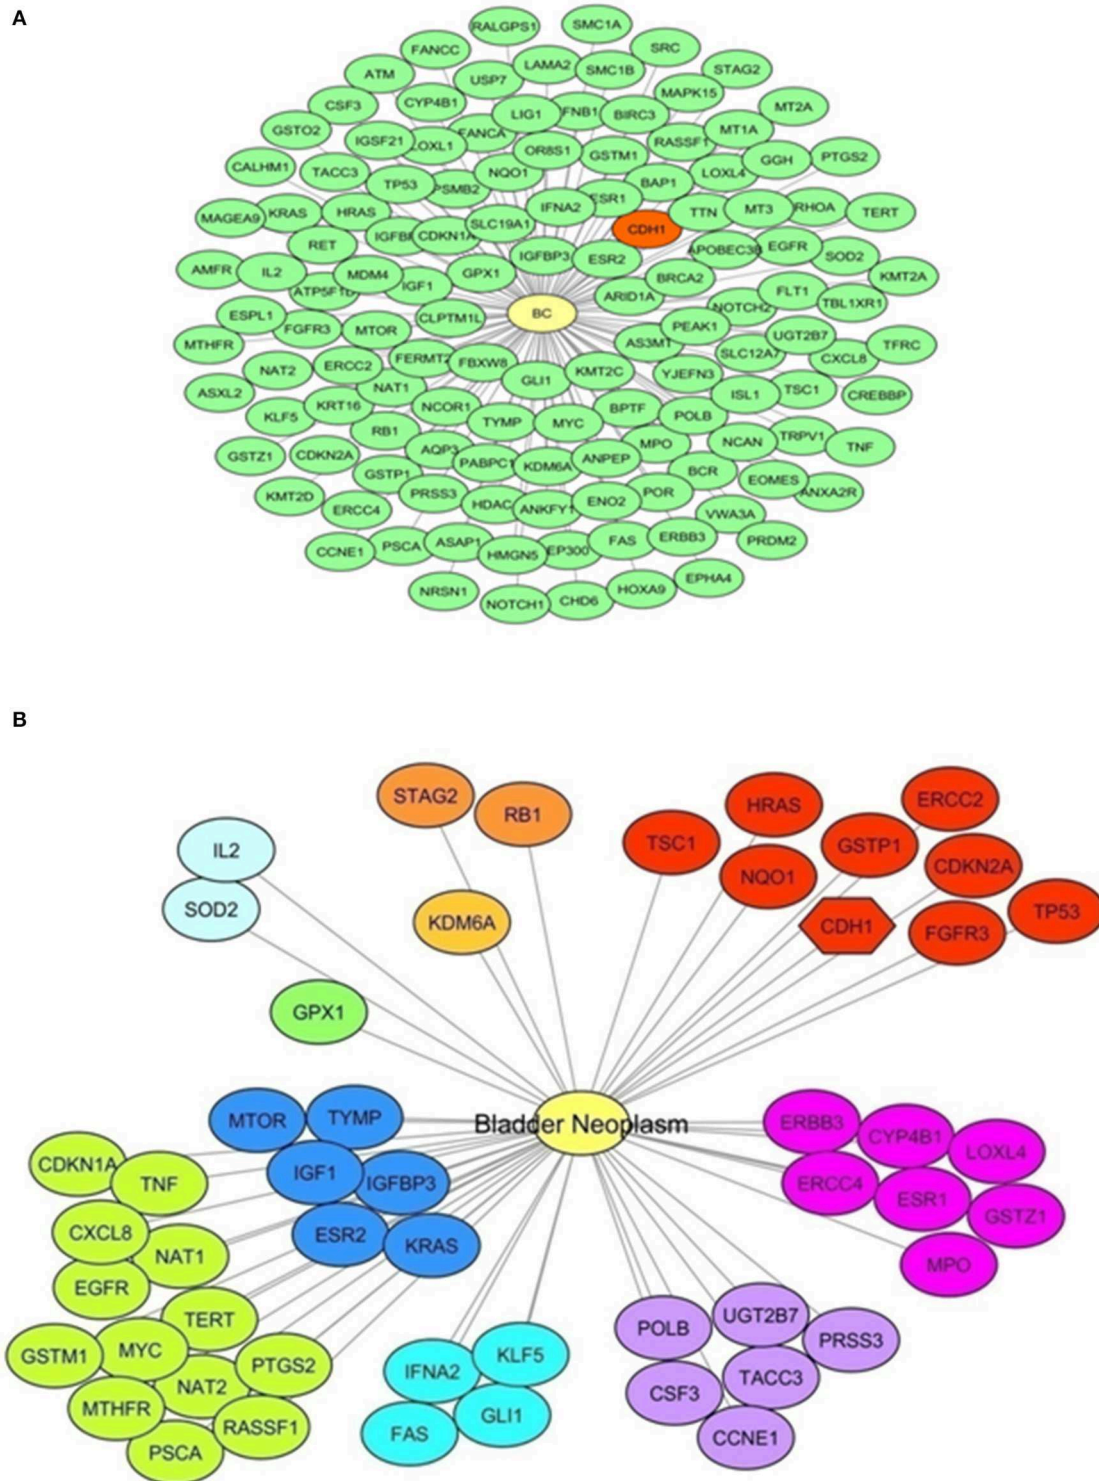 A
RALGPS1
SMC1A
FANCC
SRC
ATM
USP7
LAMA2
SMC1B
STAG2
CSF3
CYP4B1
LIG1
FNB1
BIRC3
MAPK15
MT2A
GSTO2
IGSF21
LOXL1
FANCA
OR8S1
GSTM1
RASSF1
MT1A
CALHM1
TACC3
TP53
PSMB2
NQO1
BAP1
LOXL4
GGH
PTGS2
MAGEA9
KRAS
HRAS
IGFBP
CDKN1A
SLC19A1
IFNA2
ESR1
CDH1
TTN
MT3
RHOA
TERT
RET
IGFBP3
ESR2
APOBEC3B
EGFR
SOD2
AMFR
IL2
ATP5F1D
MDM4
IGF1
GPX1
ARID1A
BRCA2
KMT2A
ESPL1
FGFR3
MTOR
CLPTM1L
BC
NOTCH2
FLT1
TBL1XR1
MTHFR
AS3MT
PEAK1
SLC12A7
UGT2B7
CXCL8
TFRC
NAT2
ERCC2
FERMT2
FBXW8
GLI1
KMT2C
YJEFN3
ASXL2
KRT16
NAT1
ISL1
TSC1
CREBBP
KLF5
RB1
NCOR1
TYMP
MYC
BPTF
POLB
GSTZ1
CDKN2A
AQP3
MPO
NCAN
TRPV1
TNF
GSTP1
PABPC1
KDM6A
ANPEP
BCR
EOMES
ANXA2R
KMT2D
ERCC4
PRSS3
HDAC
ANKFY1
ENO2
POR
VWA3A
CCNE1
PSCA
ASAP1
HMGN5
EP300
FAS
ERBB3
PRDM2
NRSN1
NOTCH1
CHD6
HOXA9
EPHA4
B
STAG2
RB1
HRAS
ERCC2
IL2
TSC1
GSTP1
NQO1
CDKN2A
SOD2
KDM6A
CDH1
FGFR3
TP53
GPX1
MTOR
TYMP
Bladder Neoplasm
ERBB3
CYP4B1
LOXL4
CDKN1A
TNF
IGF1
IGFBP3
ERCC4
ESR1
GSTZ1
CXCL8
NAT1
ESR2
KRAS
MPO
EGFR
TERT
GSTM1
MYC
PTGS2
NAT2
MTHFR
RASSF1
PSCA
IFNA2
KLF5
FAS
GLI1
POLB
UGT2B7
PRSS3
CSF3
TACC3
CCNE1